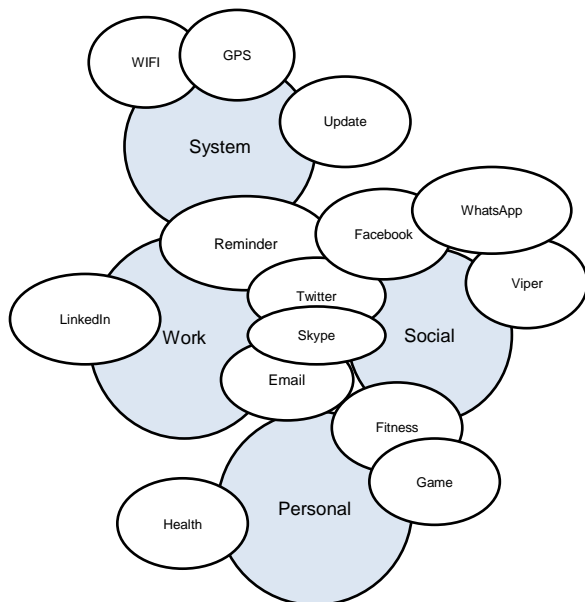 GPS
WIFI
Update
System
WhatsApp
Facebook
Reminder
Viper
Twitter
LinkedIn
Skype
Work
Social
Email
Fitness
Game
Personal
Health